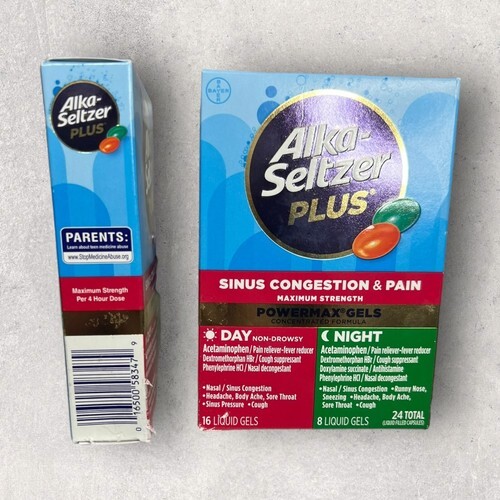 Alka-
Seltzer
PLUS
PARENTS:
Learn about teen medicine abuse
www.StopMedicineAbuse.org
Maximum Strength
Per 4 Hour Dose
0 16500 58347 9
BAYER
Alka-
Seltzer
PLUS®
SINUS CONGESTION & PAIN
MAXIMUM STRENGTH
POWERMAX® GELS
CONCENTRATED FORMULA
DAY NON-DROWSY
Acetaminophen / Pain reliever-fever reducer
Dextromethorphan HBr / Cough suppressant
Phenylephrine HCl / Nasal decongestant
• Nasal / Sinus Congestion
• Headache, Body Ache, Sore Throat
• Sinus Pressure • Cough
16 LIQUID GELS
NIGHT
Acetaminophen / Pain reliever-fever reducer
Dextromethorphan HBr / Cough suppressant
Doxylamine succinate / Antihistamine
Phenylephrine HCl / Nasal decongestant
• Nasal / Sinus Congestion • Runny Nose,
Sneezing • Headache, Body Ache,
Sore Throat • Cough
8 LIQUID GELS
24 TOTAL
(LIQUID FILLED CAPSULES)